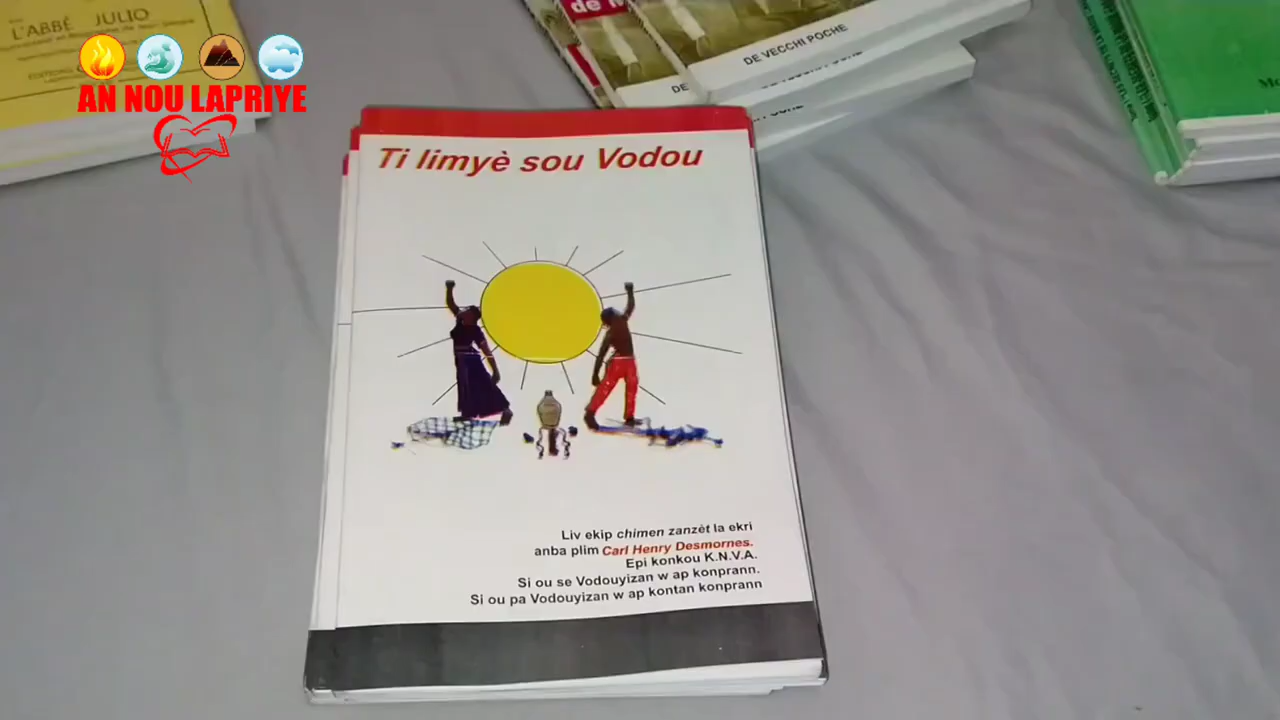 L'ABBÉ JULIO
AN NOU LAPRIYE
de
DE VECCHI POCHE
DE
Ti limyè sou Vodou
Liv ekip chimen zanzèt la ekri
anba plim Carl Henry Desmornes.
Epi konkou K.N.V.A.
Si ou se Vodouyizan w ap konprann.
Si ou pa Vodouyizan w ap kontan konprann